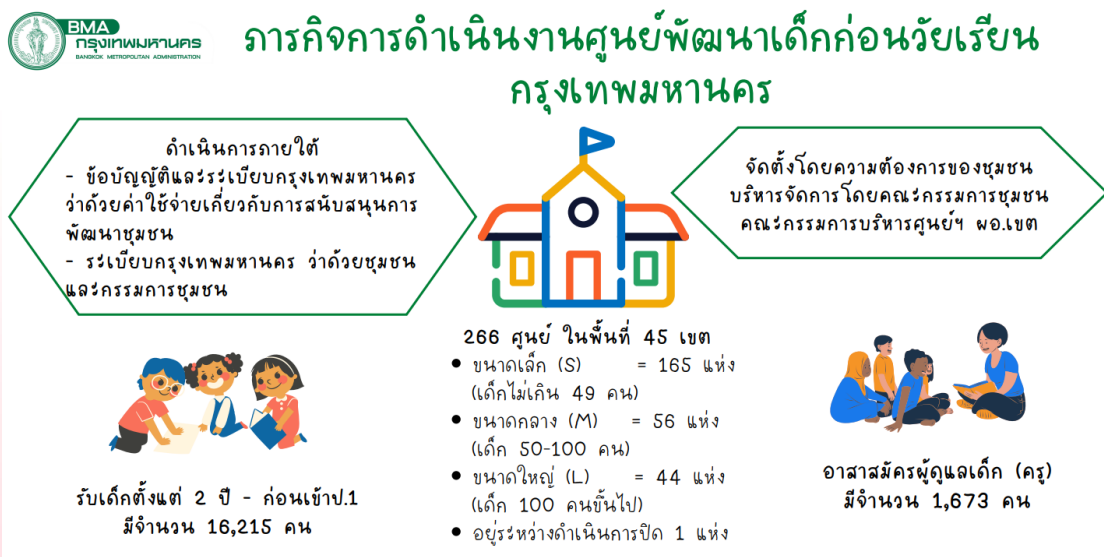 BMA
กรุงเทพมหานคร
BANGKOK METROPOLITAN ADMINISTRATION
ภารกิจการดำเนินงานศูนย์พัฒนาเด็กก่อนวัยเรียน
กรุงเทพมหานคร
ดำเนินการภายใต้
- ข้อบัญญัติและระเบียบกรุงเทพมหานคร
ว่าด้วยค่าใช้จ่ายเกี่ยวกับการสนับสนุนการ
พัฒนาชุมชน
- ระเบียบกรุงเทพมหานคร ว่าด้วยชุมชน
และกรรมการชุมชน
จัดตั้งโดยความต้องการของชุมชน
บริหารจัดการโดยคณะกรรมการชุมชน
คณะกรรมการบริหารศูนย์ฯ ผอ.เขต
266 ศูนย์ ในพื้นที่ 45 เขต
• ขนาดเล็ก (S) = 165 แห่ง
(เด็กไม่เกิน 49 คน)
• ขนาดกลาง (M) = 56 แห่ง
(เด็ก 50-100 คน)
• ขนาดใหญ่ (L) = 44 แห่ง
(เด็ก 100 คนขึ้นไป)
• อยู่ระหว่างดำเนินการปิด 1 แห่ง
รับเด็กตั้งแต่ 2 ปี - ก่อนเข้าป.1
มีจำนวน 16,215 คน
อาสาสมัครผู้ดูแลเด็ก (ครู)
มีจำนวน 1,673 คน